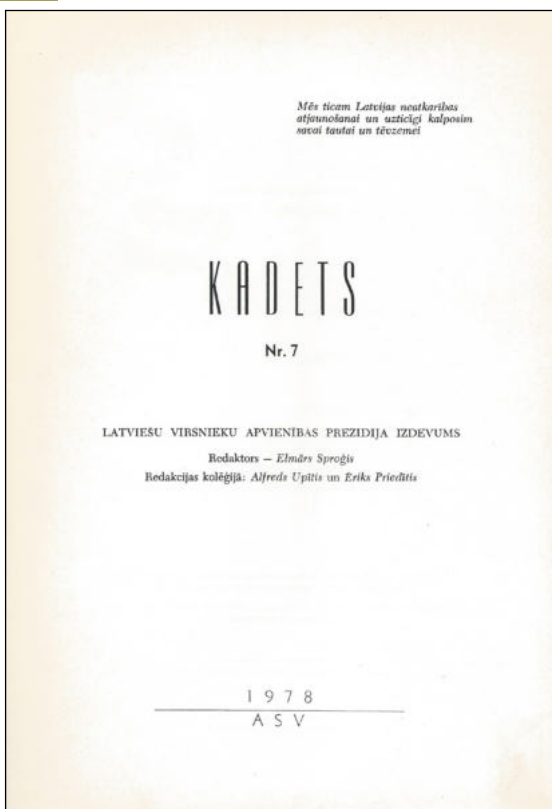 Mēs ticam Latvijas neatkarības
atjaunošanai un uzticīgi kalposim
savai tautai un tēvzemei
KADETS
Nr. 7
LATVIEŠU VIRSNIEKU APVIENĪBAS PREZIDIJA IZDEVUMS
Redaktors — Elmārs Sproģis
Redakcijas kolēģijā: Alfreds Upītis un Ēriks Priedītis
1978
ASV